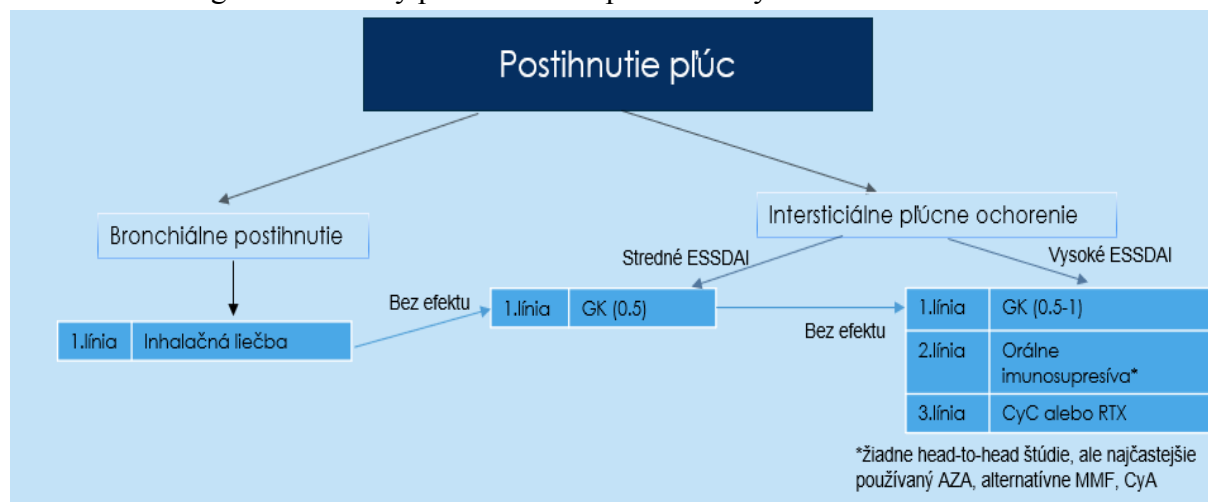 Postihnutie pľúc
Bronchiálne postihnutie
Intersticiálne pľúcne ochorenie
Stredné ESSDAI
Vysoké ESSDAI
1.línia Inhalačná liečba
Bez efektu
1.línia GK (0.5)
Bez efektu
1.línia GK (0.5-1)
2.línia Orálne
imunosupresíva*
3.línia CyC alebo RTX
*žiadne head-to-head štúdie, ale najčastejšie
používaný AZA, alternatívne MMF, CyA